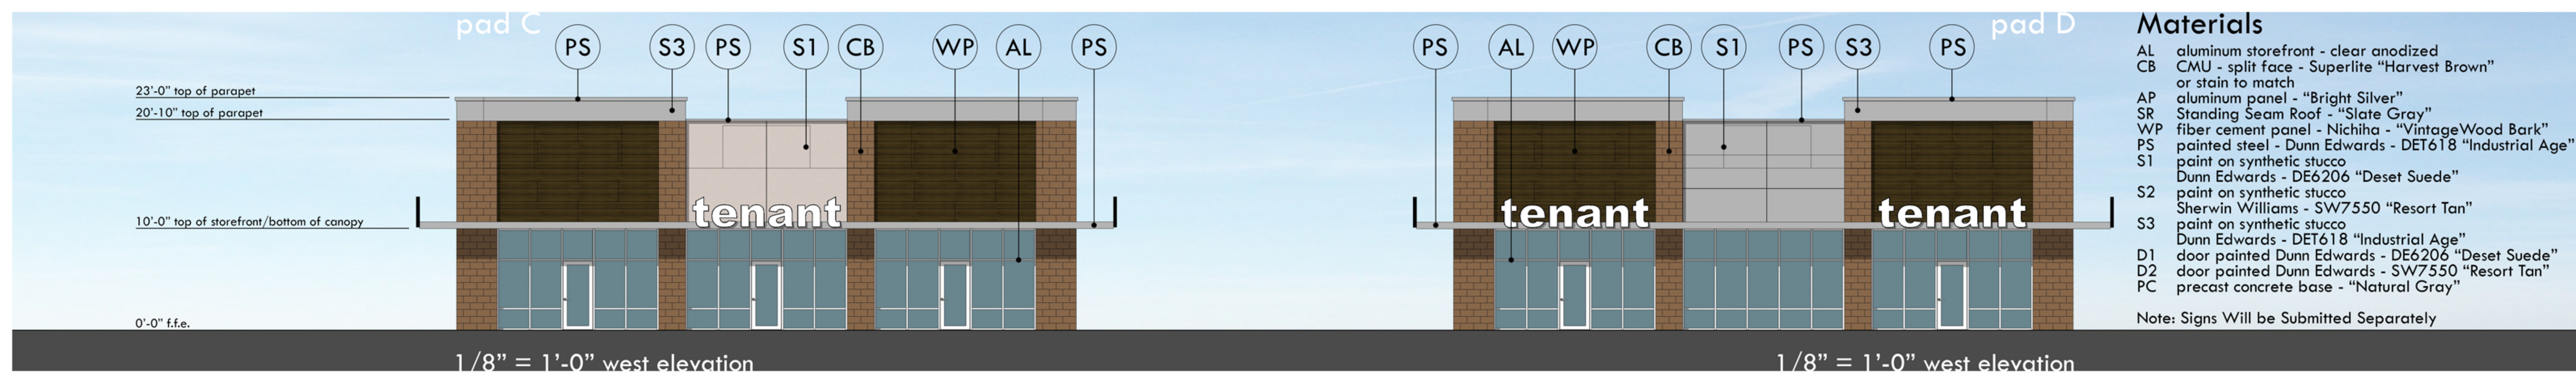 pad C
pad D
PS S3 PS S1 CB WP AL PS
PS AL WP CB S1 PS S3 PS
23'-0" top of parapet
20'-10" top of parapet
10'-0" top of storefront/bottom of canopy
0'-0" f.f.e.
tenant
tenant
tenant
1/8” = 1’-0” west elevation
1/8” = 1’-0” west elevation
Materials
AL aluminum storefront - clear anodized
CB CMU - split face - Superlite “Harvest Brown”
or stain to match
AP aluminum panel - “Bright Silver”
SR Standing Seam Roof - “Slate Gray”
WP fiber cement panel - Nichiha - “VintageWood Bark”
PS painted steel - Dunn Edwards - DET618 “Industrial Age”
S1 paint on synthetic stucco
Dunn Edwards - DE6206 “Deset Suede”
S2 paint on synthetic stucco
Sherwin Williams - SW7550 “Resort Tan”
S3 paint on synthetic stucco
Dunn Edwards - DET618 “Industrial Age”
D1 door painted Dunn Edwards - DE6206 “Deset Suede”
D2 door painted Dunn Edwards - SW7550 “Resort Tan”
PC precast concrete base - “Natural Gray”
Note: Signs Will be Submitted Separately